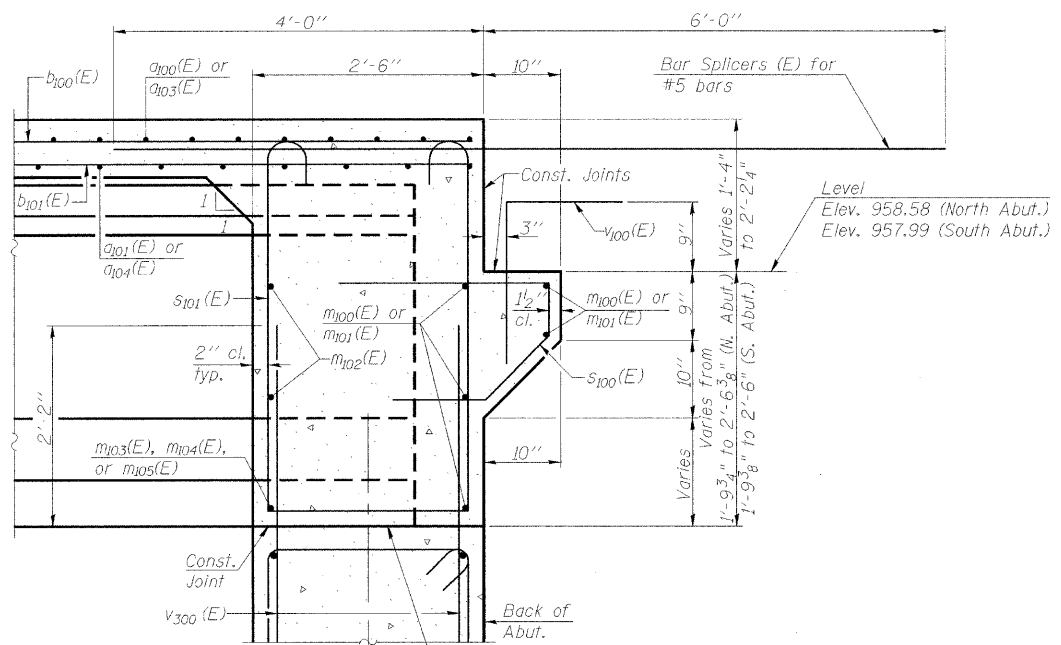 4'-0"
6'-0"
b100(E)
a100(E) or
a103(E)
2'-6"
10"
Bar Splicers (E) for
#5 bars
Const. Joints
Varies 1'-4"
to 2'-2¼"
Level
Elev. 958.58 (North Abut.)
Elev. 957.99 (South Abut.)
b101(E)
1
1
3"
v100(E)
9"
a101(E) or
a104(E)
s101(E)
m100(E) or
m101(E)
1½"
cl.
m100(E) or
m101(E)
9"
m102(E)
2" cl.
typ.
s100(E)
10"
2'-2"
Varies from
1'-9¾" to 2'-6⅜" (N. Abut.)
1'-9⅜" to 2'-6" (S. Abut.)
m103(E), m104(E),
or m105(E)
10"
Varies
Const.
Joint
v300(E)
Back of
Abut.